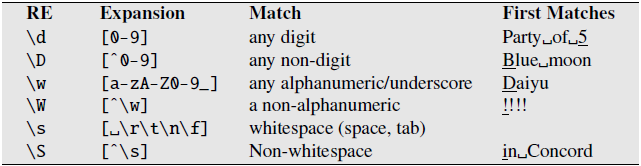 RE Expansion Match First Matches
\d [0-9] any digit Party␣of␣5
\D [^0-9] any non-digit Blue␣moon
\w [a-zA-Z0-9_] any alphanumeric/underscore Daiyu
\W [^\w] a non-alphanumeric !!!!
\s [␣\r\t\n\f] whitespace (space, tab)
\S [^\s] Non-whitespace in␣Concord